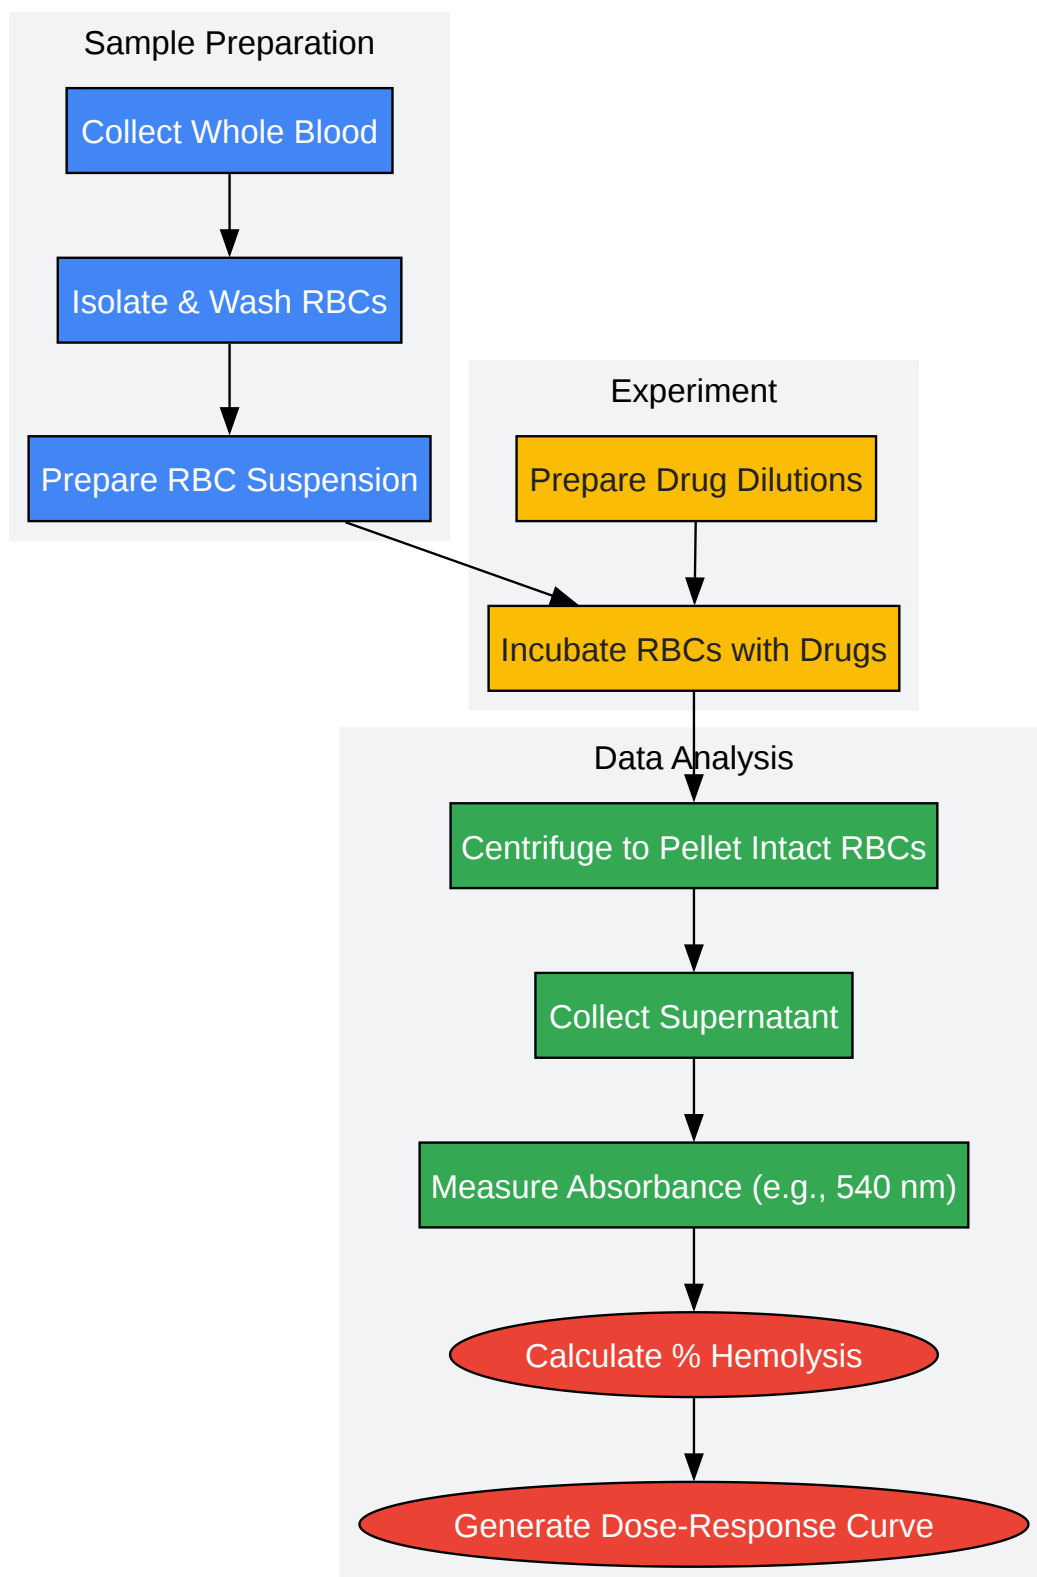 Sample Preparation
Collect Whole Blood
Isolate & Wash RBCs
Prepare RBC Suspension
Experiment
Prepare Drug Dilutions
Incubate RBCs with Drugs
Data Analysis
Centrifuge to Pellet Intact RBCs
Collect Supernatant
Measure Absorbance (e.g., 540 nm)
Calculate % Hemolysis
Generate Dose-Response Curve